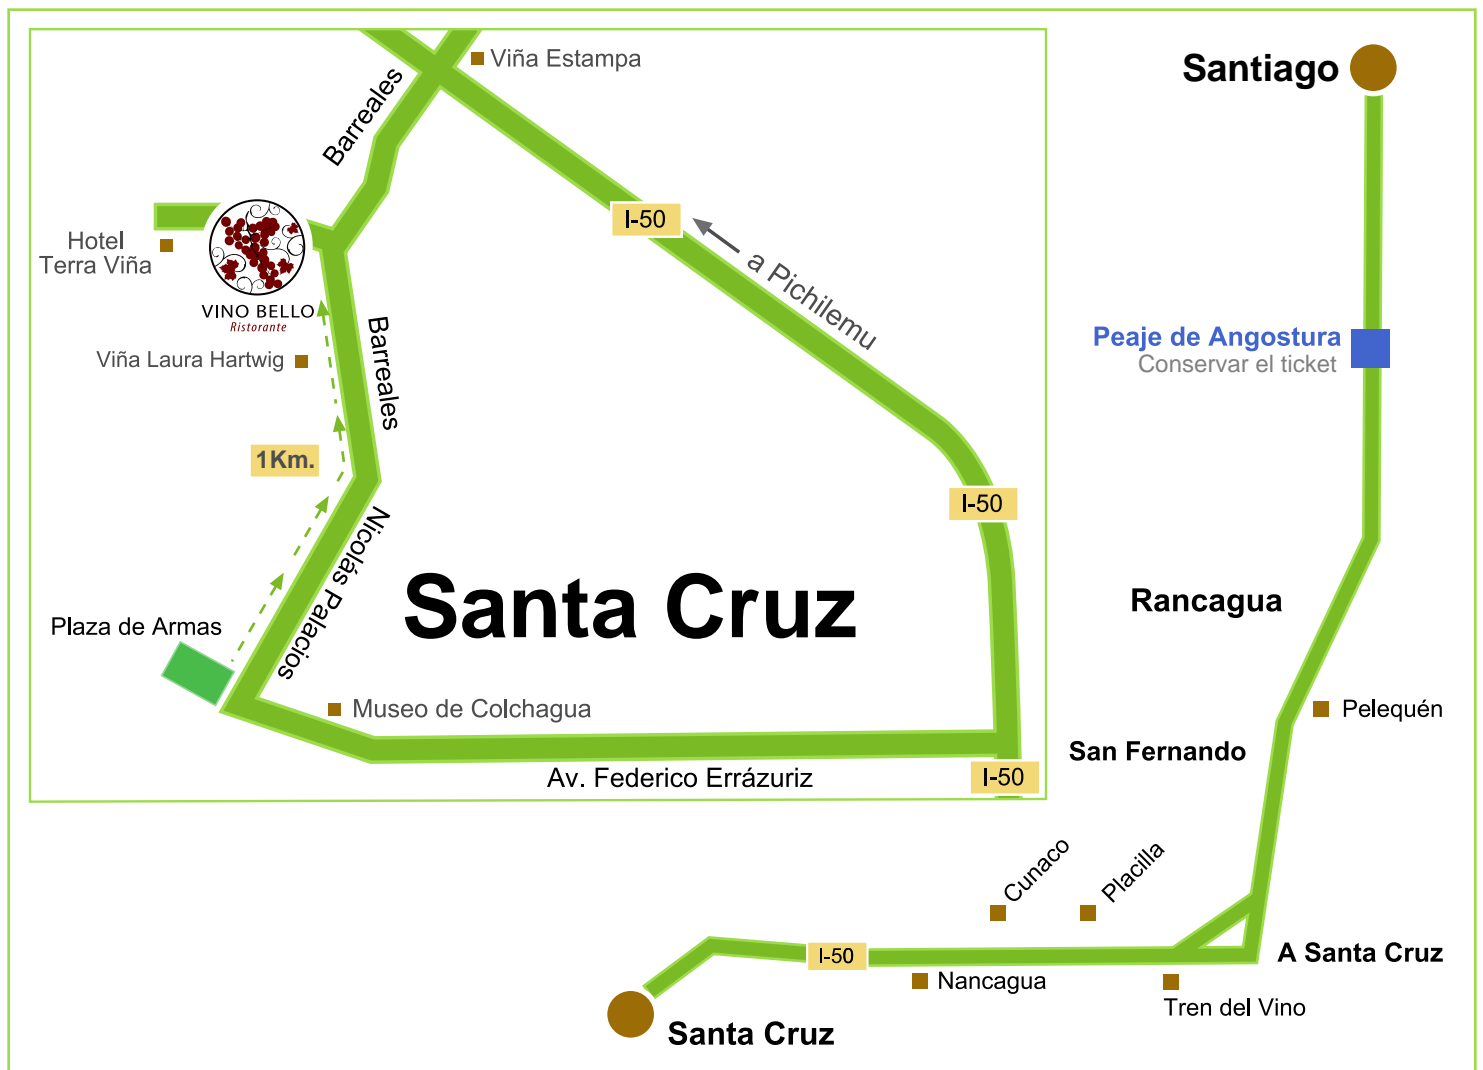 Viña Estampa
Barreales
I-50
a Pichilemu
Hotel
Terra Viña
VINO BELLO
Ristorante
Viña Laura Hartwig
Barreales
1Km.
I-50
Nicolás Palacios
Santa Cruz
Plaza de Armas
Museo de Colchagua
Av. Federico Errázuriz
I-50
Santiago
Peaje de Angostura
Conservar el ticket
Rancagua
Pelequén
San Fernando
Cunaco
Placilla
I-50
A Santa Cruz
Nancagua
Tren del Vino
Santa Cruz